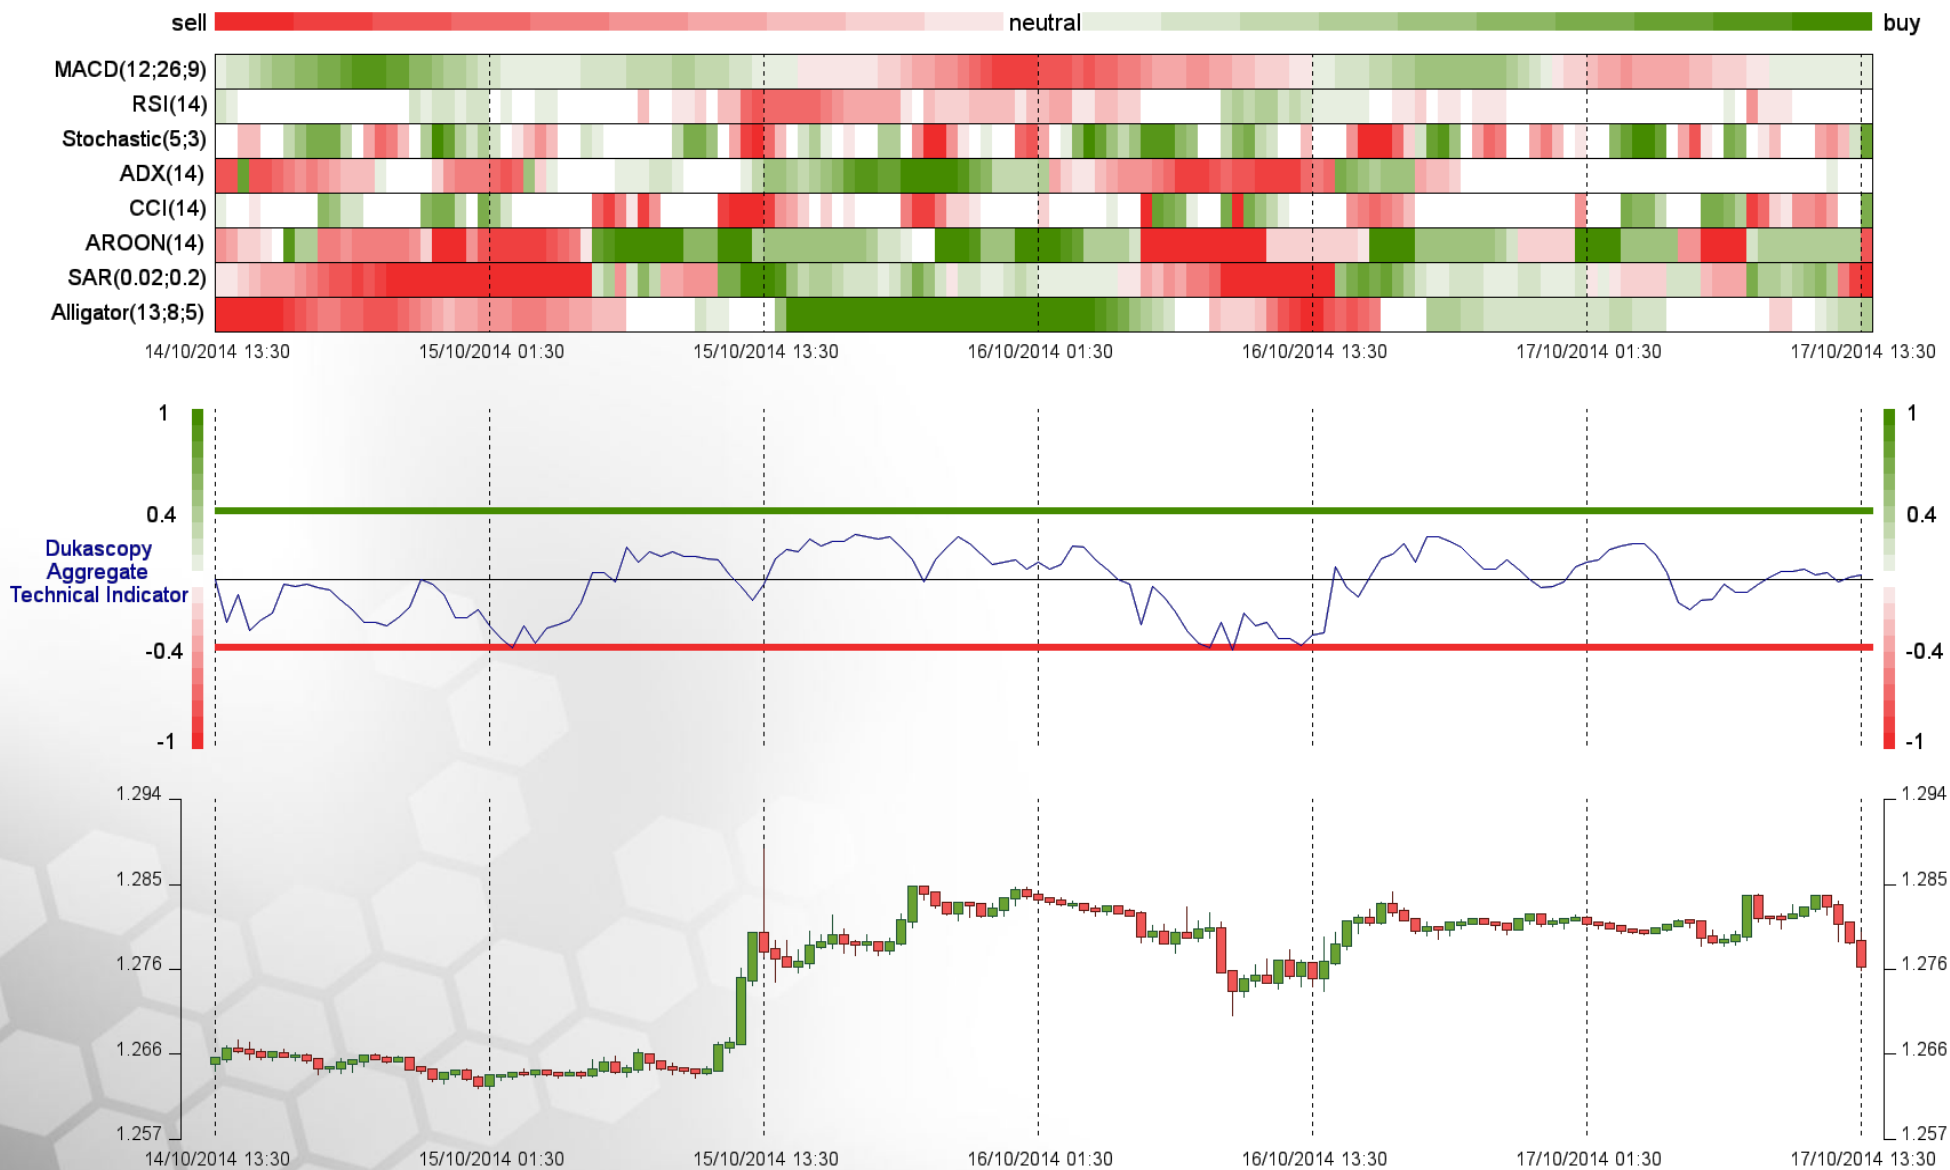 sell neutral buy
MACD(12;26;9)
RSI(14)
Stochastic(5;3)
ADX(14)
CCI(14)
AROON(14)
SAR(0.02;0.2)
Alligator(13;8;5)
14/10/2014 13:30 15/10/2014 01:30 15/10/2014 13:30 16/10/2014 01:30 16/10/2014 13:30 17/10/2014 01:30 17/10/2014 13:30
1 1
0.4 0.4
Dukascopy
Aggregate
Technical Indicator
-0.4 -0.4
-1 -1
1.294 1.294
1.285 1.285
1.276 1.276
1.266 1.266
1.257 1.257
14/10/2014 13:30 15/10/2014 01:30 15/10/2014 13:30 16/10/2014 01:30 16/10/2014 13:30 17/10/2014 01:30 17/10/2014 13:30